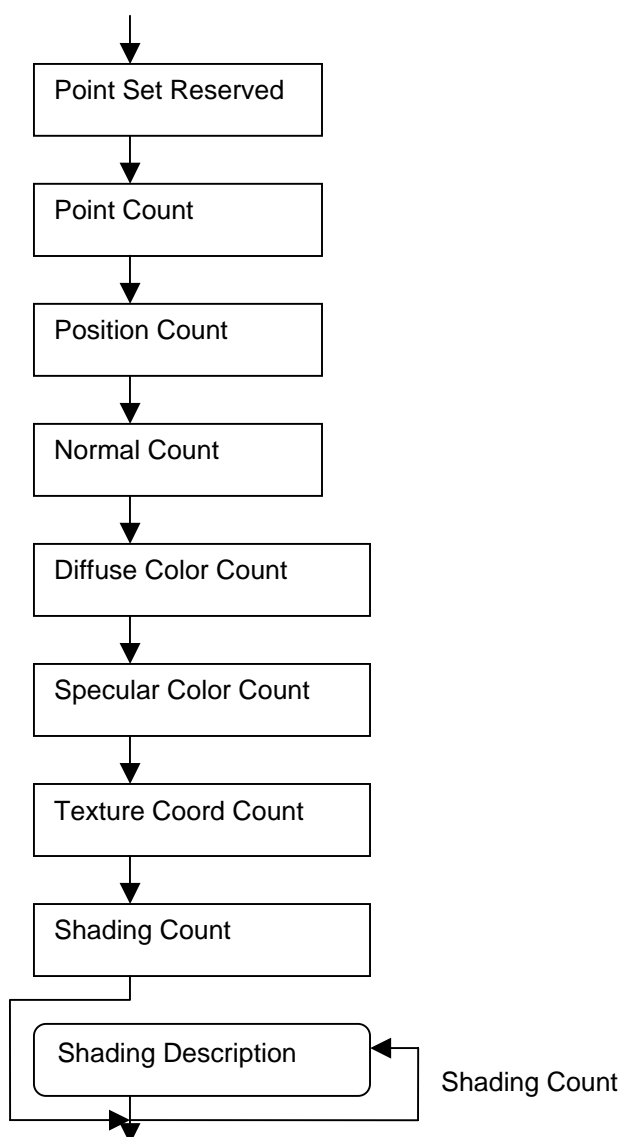 Point Set Reserved
Point Count
Position Count
Normal Count
Diffuse Color Count
Specular Color Count
Texture Coord Count
Shading Count
Shading Description
Shading Count